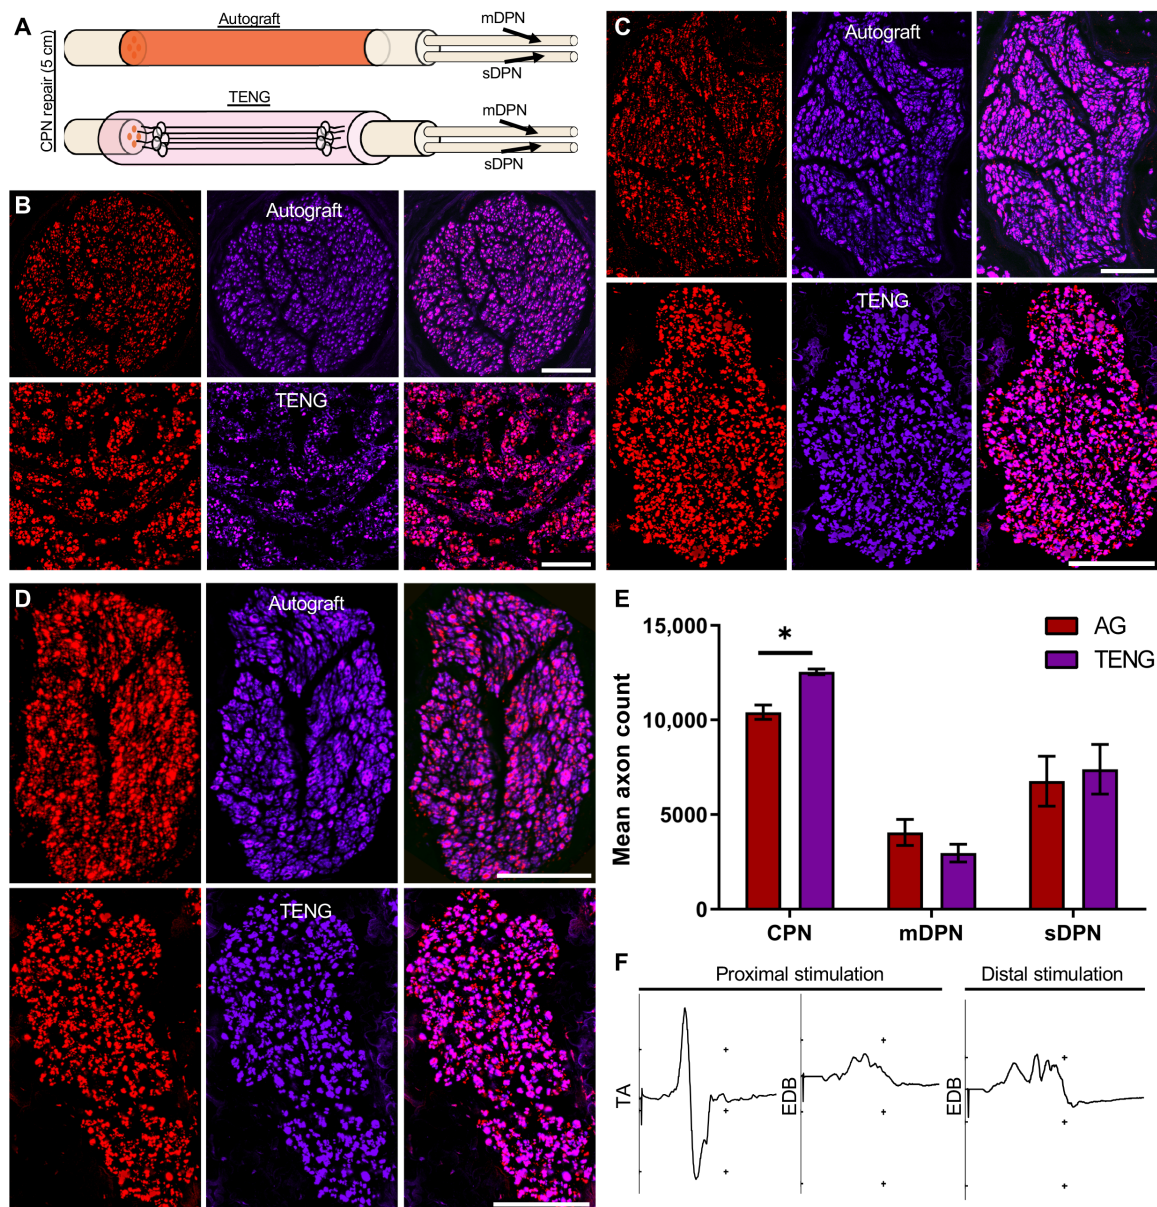 A
Autograft
mDPN
sDPN
CPN repair (5 cm)
TENG
mDPN
sDPN
B
Autograft
TENG
C
Autograft
TENG
D
Autograft
TENG
E
15,000
10,000
5000
0
Mean axon count
*
AG
TENG
CPN
mDPN
sDPN
F
Proximal stimulation
Distal stimulation
TA
EDB
EDB